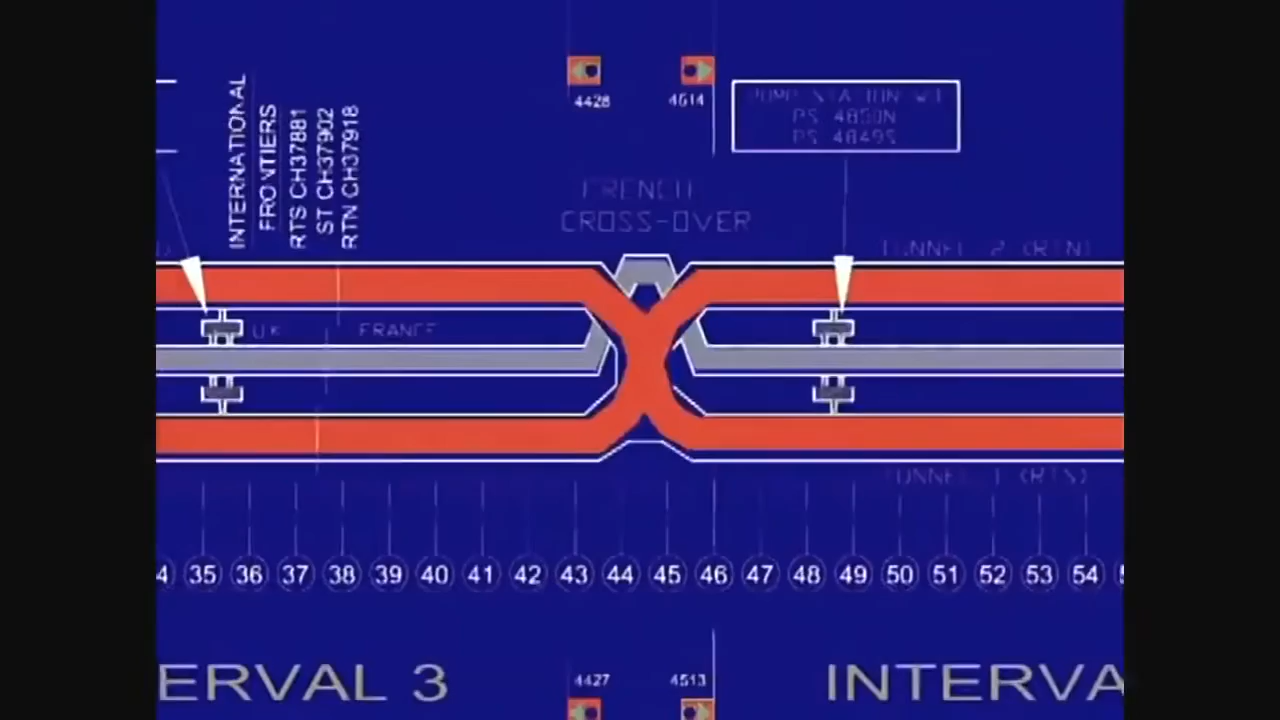 4428
4514
PUMP STATION
PS 4850N
PS 4849S
INTERNATIONAL
FRONTIERS
RTS CH37881
ST CH37902
RTN CH37918
FRENCH
CROSS-OVER
TUNNEL 2 (RTN)
UK
FRANCE
TUNNEL 1 (RTS)
4 35 36 37 38 39 40 41 42 43 44 45 46 47 48 49 50 51 52 53 54
ERVAL 3
INTERVA
4427
4513